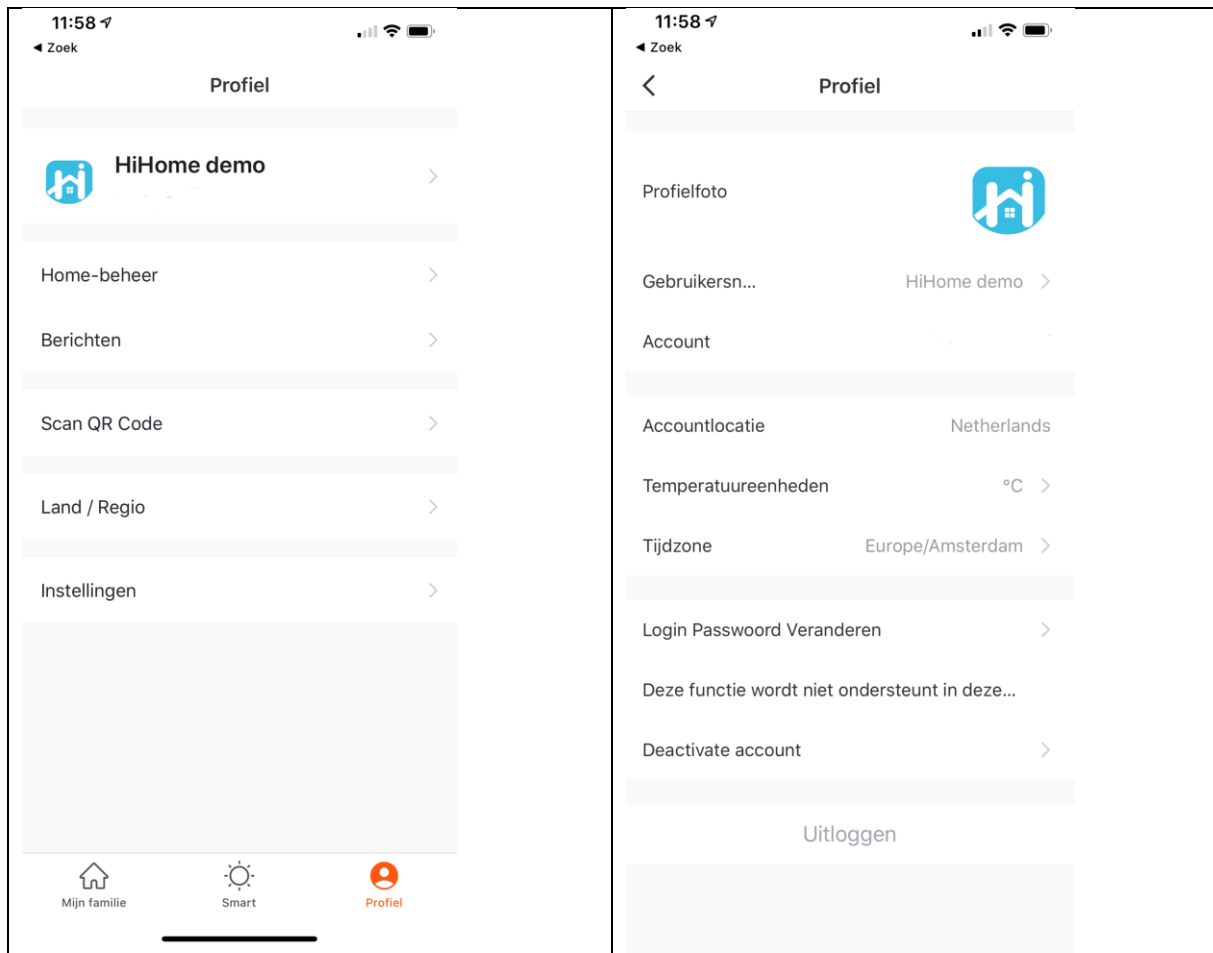 11:58
Zoek
Profiel
HiHome demo
Home-beheer
Berichten
Scan QR Code
Land / Regio
Instellingen
Mijn familie
Smart
Profiel
11:58
Zoek
Profiel
Profielfoto
Gebruikersn... HiHome demo
Account
Accountlocatie Netherlands
Temperatuureenheden °C
Tijdzone Europe/Amsterdam
Login Passwoord Veranderen
Deze functie wordt niet ondersteunt in deze...
Deactivate account
Uitloggen